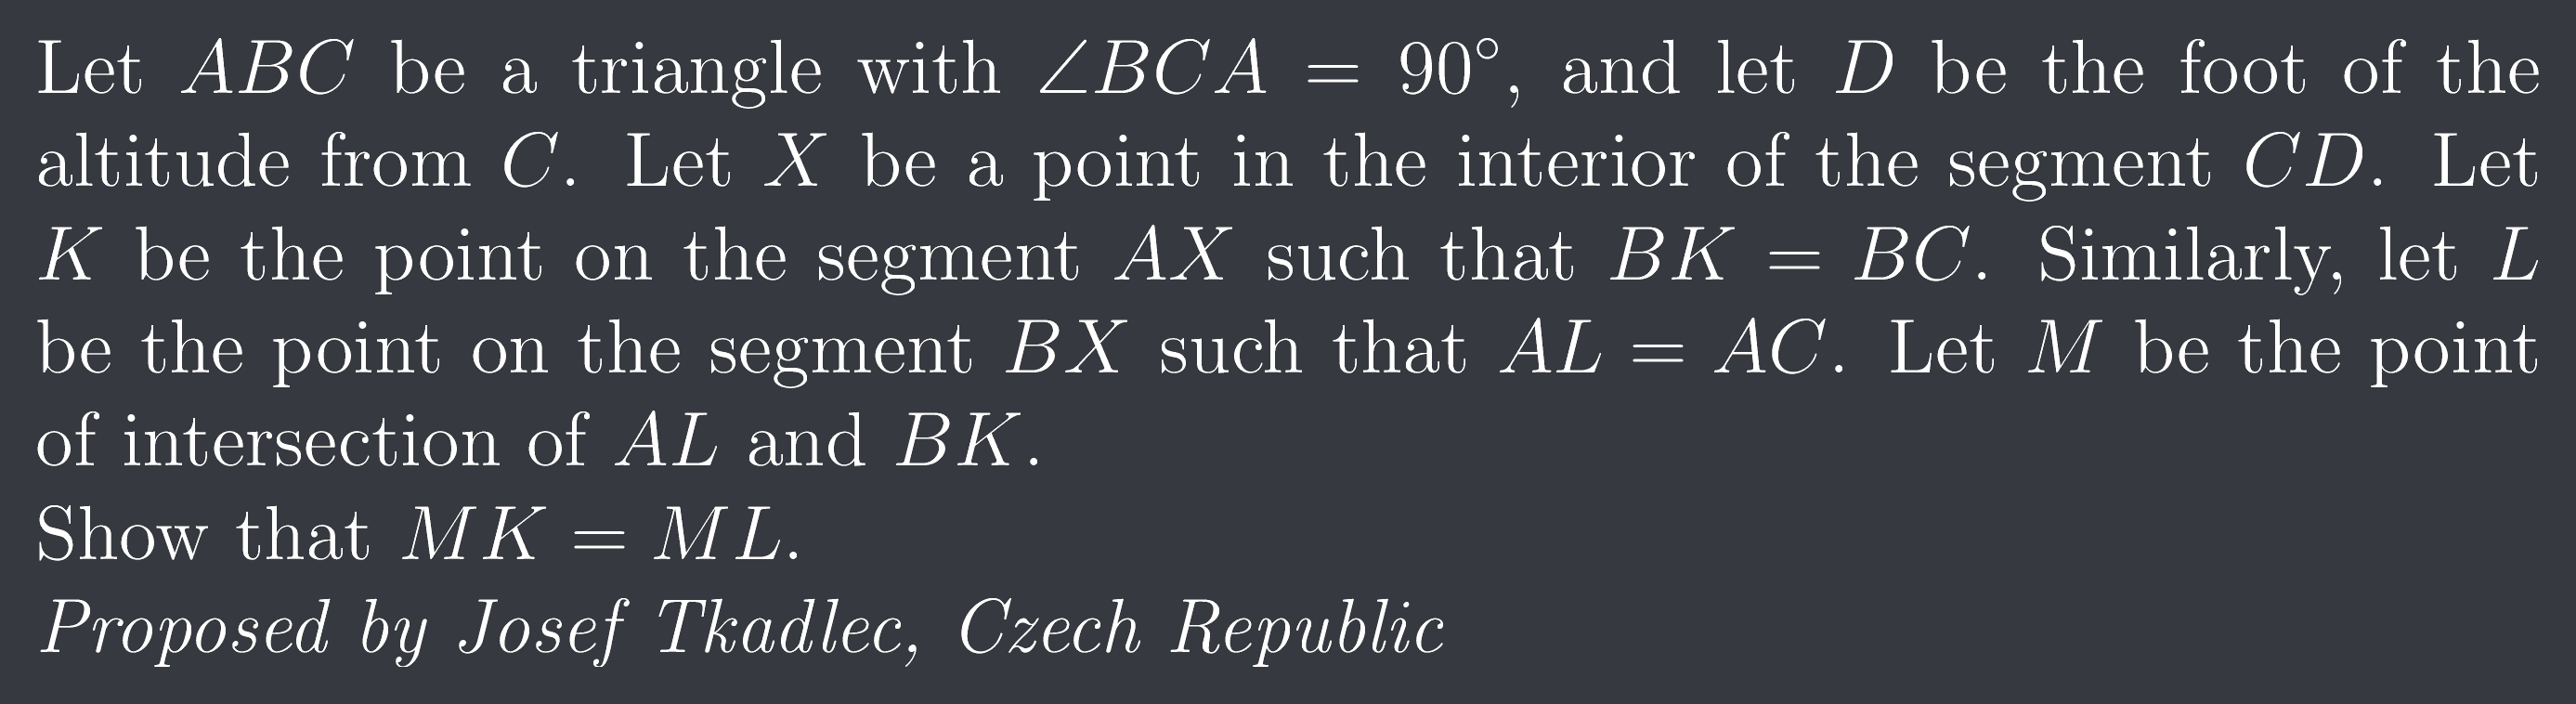 Let ABC be a triangle with ∠BCA = 90°, and let D be the foot of the
altitude from C. Let X be a point in the interior of the segment CD. Let
K be the point on the segment AX such that BK = BC. Similarly, let L
be the point on the segment BX such that AL = AC. Let M be the point
of intersection of AL and BK.
Show that MK = ML.
Proposed by Josef Tkadlec, Czech Republic